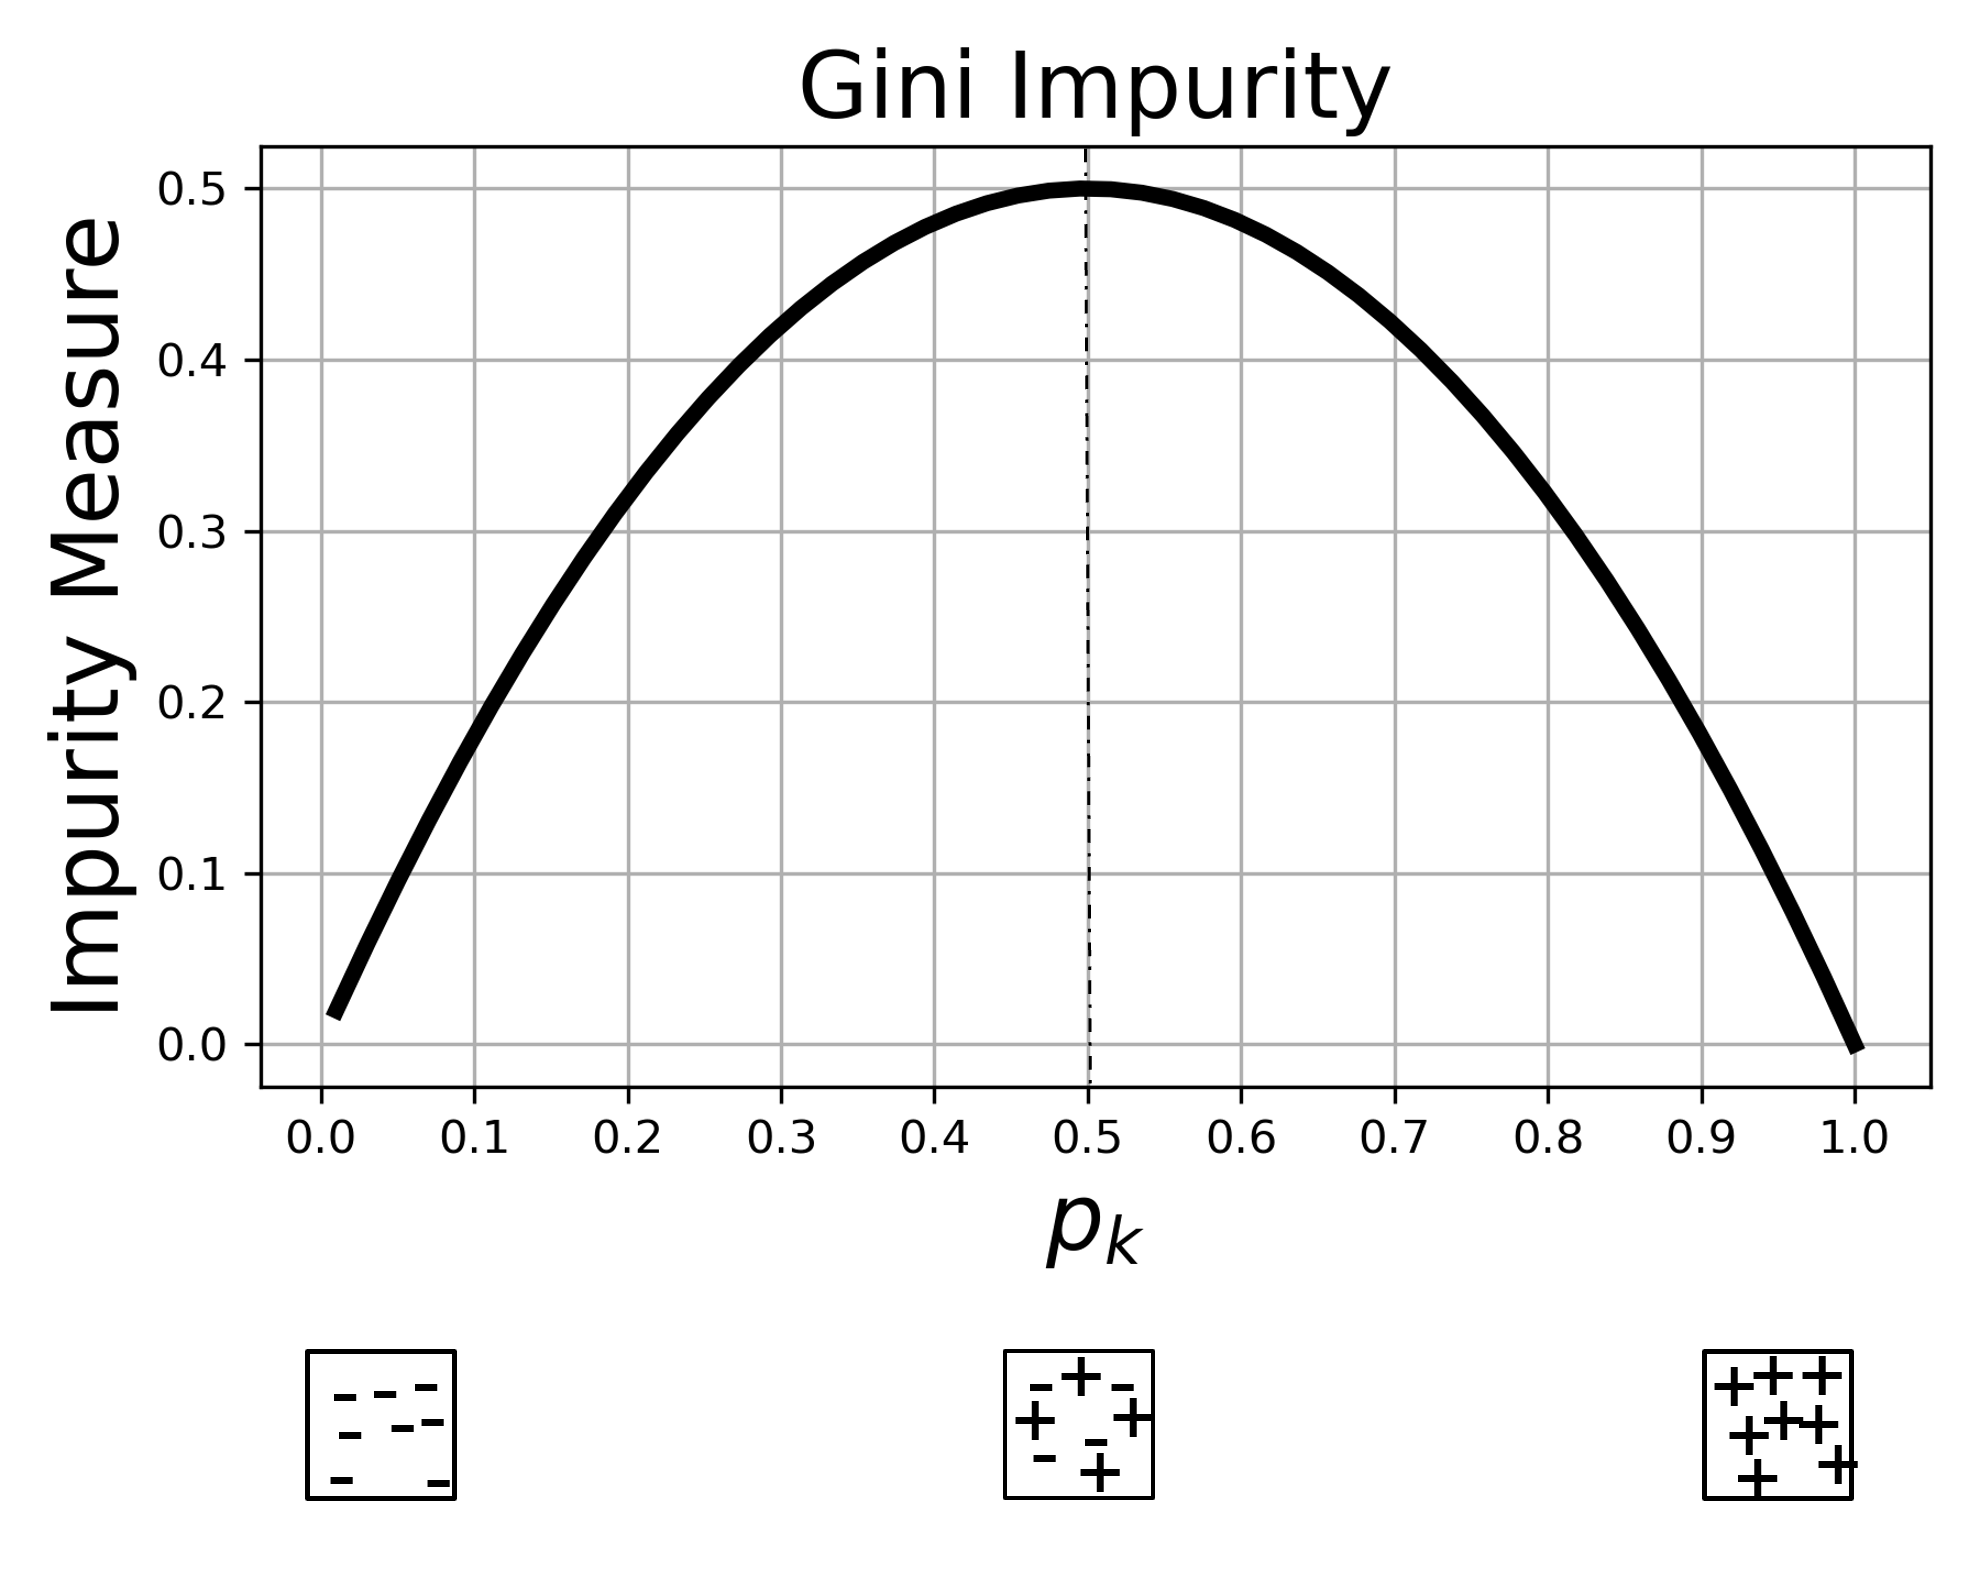 Gini Impurity
Impurity Measure
0.5
0.4
0.3
0.2
0.1
0.0
0.0 0.1 0.2 0.3 0.4 0.5 0.6 0.7 0.8 0.9 1.0
pk
- - -
- - -
- -
- + -
+ +
- - +
+ + +
+ + +
+ +